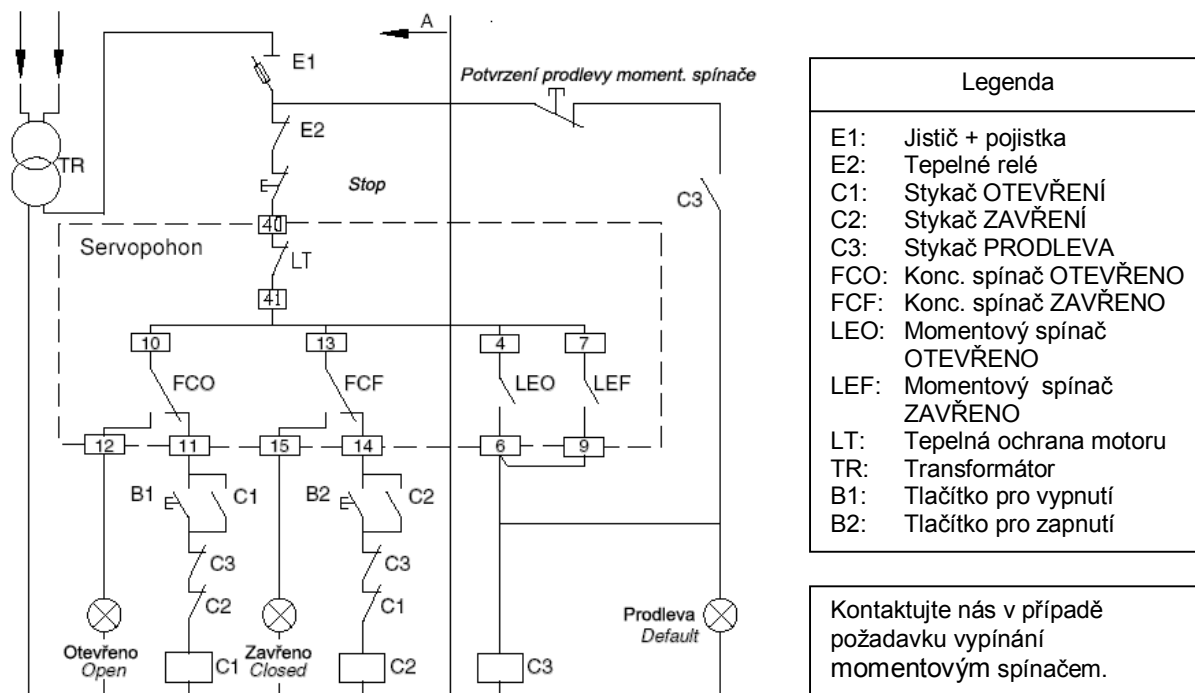 A
E1
Potvrzení prodlevy moment. spínače
E2
TR
Stop
C3
40
Servopohon
LT
41
10
13
4
7
FCO
FCF
LEO
LEF
12
11
15
14
6
9
B1
C1
B2
C2
C3
C3
C2
C1
Otevřeno
Open
Zavřeno
Closed
Prodleva
Default
C1
C2
C3
Legenda
E1: Jistič + pojistka
E2: Tepelné relé
C1: Stykač OTEVŘENÍ
C2: Stykač ZAVŘENÍ
C3: Stykač PRODLEVA
FCO: Konc. spínač OTEVŘENO
FCF: Konc. spínač ZAVŘENO
LEO: Momentový spínač
OTEVŘENO
LEF: Momentový spínač
ZAVŘENO
LT: Tepelná ochrana motoru
TR: Transformátor
B1: Tlačítko pro vypnutí
B2: Tlačítko pro zapnutí
Kontaktujte nás v případě
požadavku vypínání
momentovým spínačem.